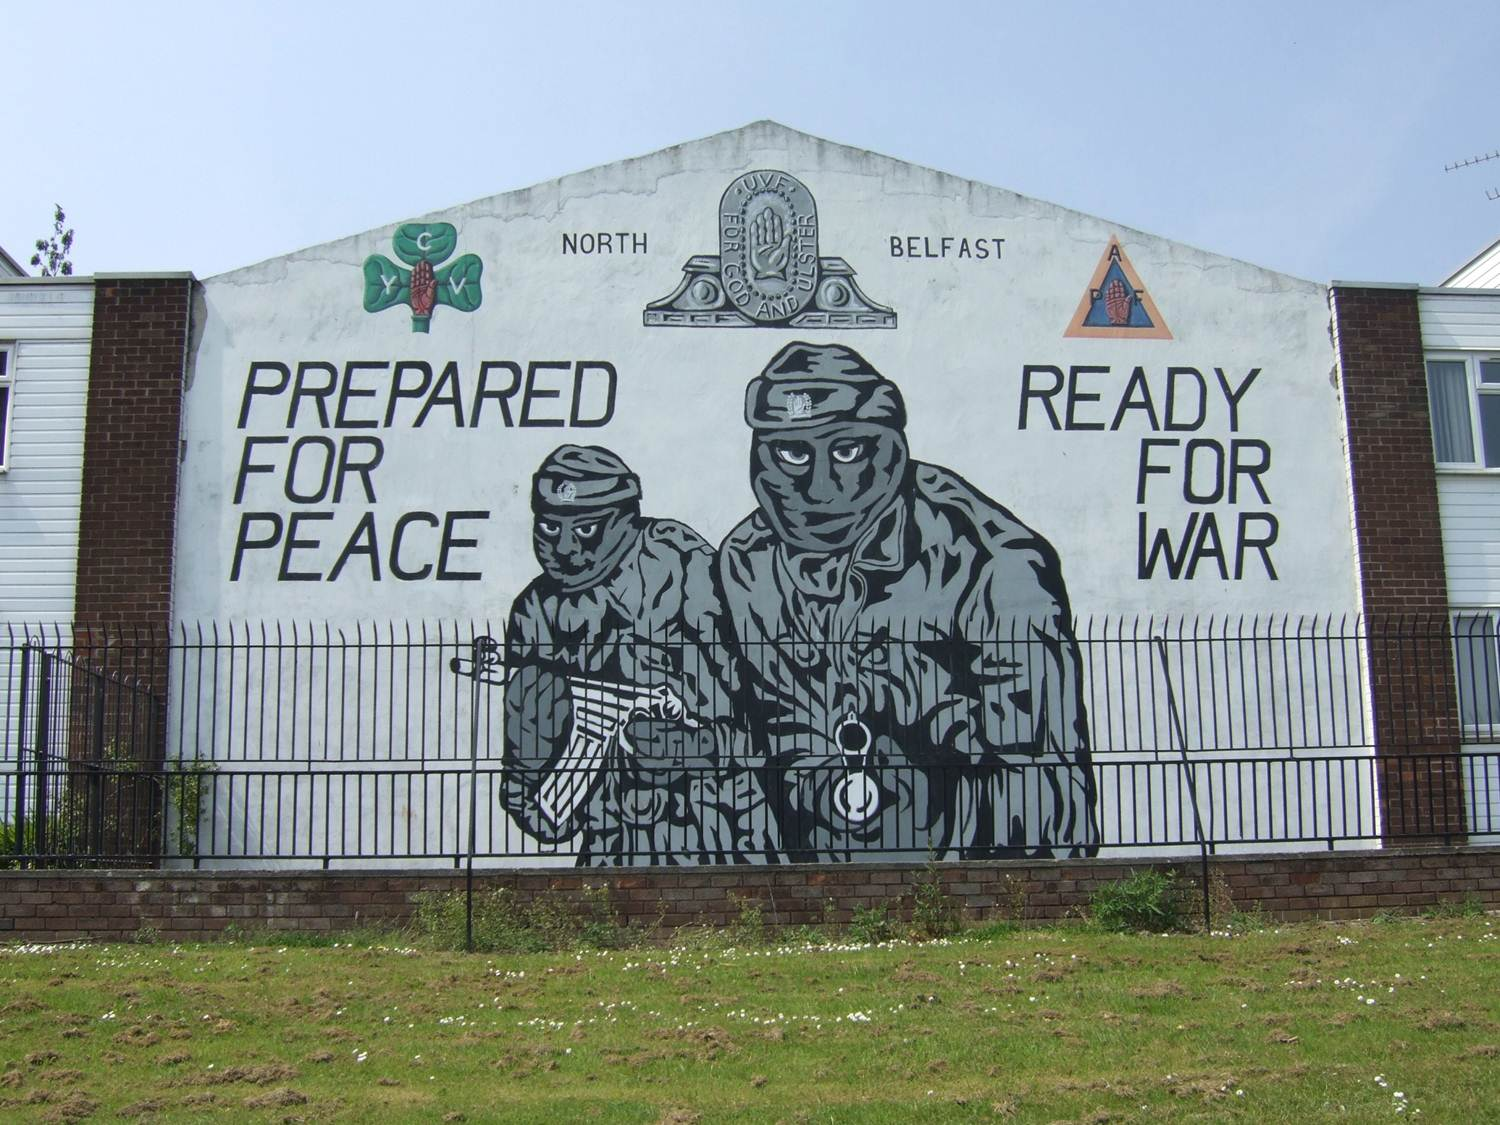 UVF
FOR GOD AND ULSTER
NORTH BELFAST
Y C V
A P F
PREPARED
FOR
PEACE
READY
FOR
WAR